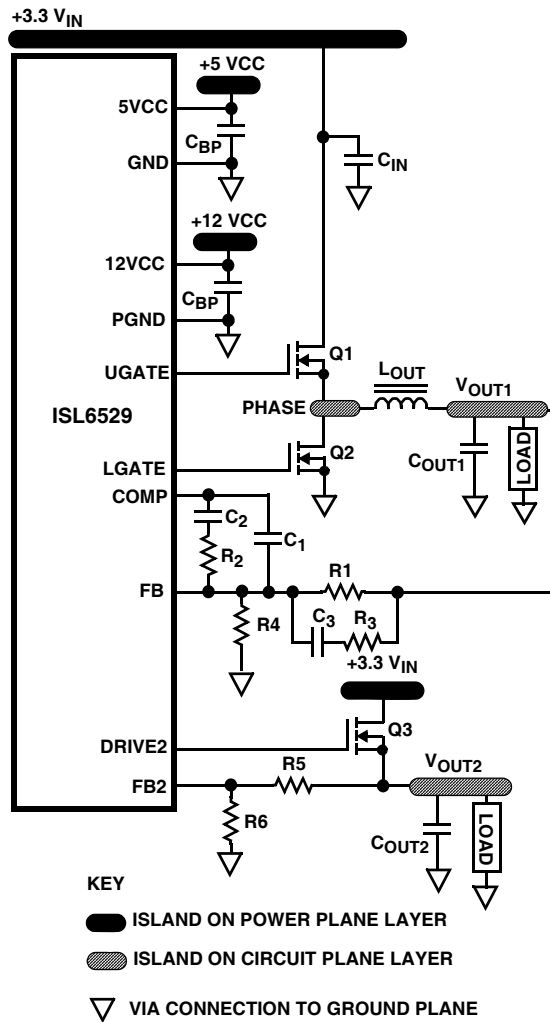 +3.3 VIN
+5 VCC
5VCC
CBP
GND
CIN
+12 VCC
12VCC
CBP
PGND
Q1
UGATE
LOUT
VOUT1
PHASE
ISL6529
Q2
COUT1
LOAD
LGATE
COMP
C2
C1
R2
FB
R1
R4
C3
R3
+3.3 VIN
Q3
DRIVE2
VOUT2
R5
FB2
R6
COUT2
LOAD
KEY
ISLAND ON POWER PLANE LAYER
ISLAND ON CIRCUIT PLANE LAYER
VIA CONNECTION TO GROUND PLANE